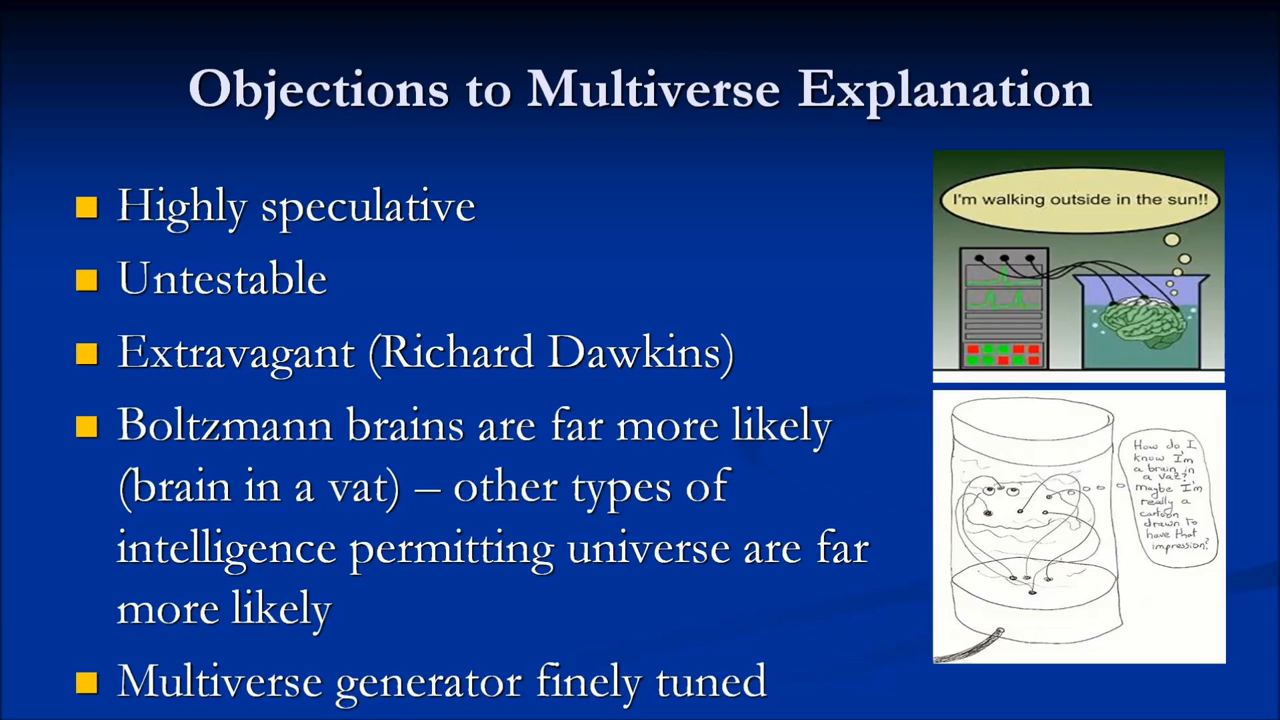 Objections to Multiverse Explanation
Highly speculative
Untestable
Extravagant (Richard Dawkins)
Boltzmann brains are far more likely
(brain in a vat) – other types of
intelligence permitting universe are far
more likely
Multiverse generator finely tuned
I'm walking outside in the sun!!
How do I
know I'm
a brain in
a vaz?
maybe I'm
really a
cartoon
drawn to
have that
impression?